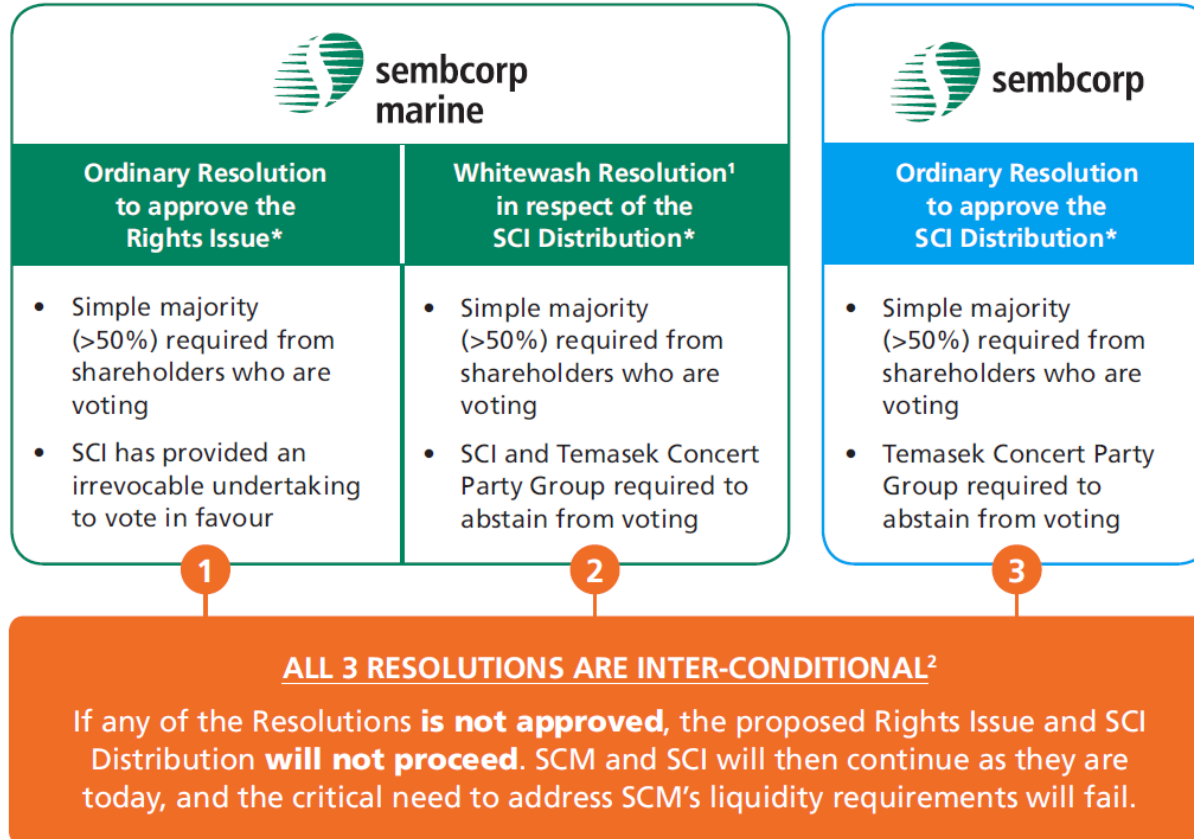 sembcorp
marine
Ordinary Resolution
to approve the
Rights Issue*
• Simple majority
(>50%) required from
shareholders who are
voting
• SCI has provided an
irrevocable undertaking
to vote in favour
1
Whitewash Resolution¹
in respect of the
SCI Distribution*
• Simple majority
(>50%) required from
shareholders who are
voting
• SCI and Temasek Concert
Party Group required to
abstain from voting
2
sembcorp
Ordinary Resolution
to approve the
SCI Distribution*
• Simple majority
(>50%) required from
shareholders who are
voting
• Temasek Concert Party
Group required to
abstain from voting
3
ALL 3 RESOLUTIONS ARE INTER-CONDITIONAL²
If any of the Resolutions is not approved, the proposed Rights Issue and SCI
Distribution will not proceed. SCM and SCI will then continue as they are
today, and the critical need to address SCM’s liquidity requirements will fail.